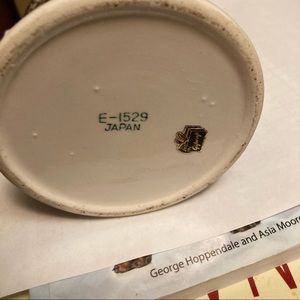 E-1529
JAPAN
George Hoppendale and Asia Moore